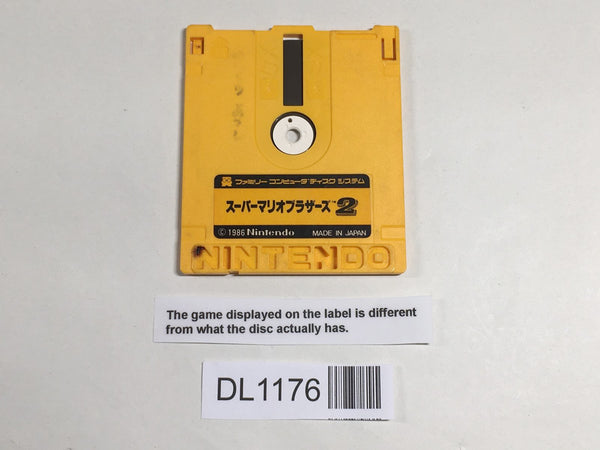 ファミリー コンピュータ ディスク システム
スーパーマリオブラザーズ™2
© 1986 Nintendo MADE IN JAPAN
NINTENDO
The game displayed on the label is different
from what the disc actually has.
DL1176